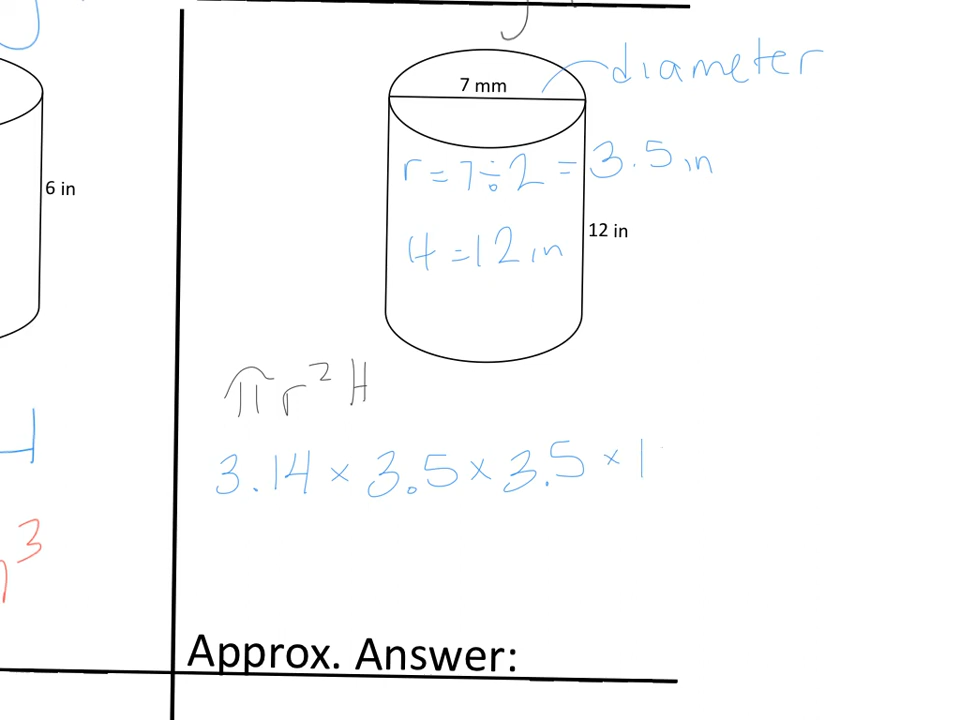 diameter
7 mm
r = 7 ÷ 2 = 3.5 in
6 in
12 in
H = 12 in
πr²H
3.14 × 3.5 × 3.5 × 1
3
Approx. Answer: